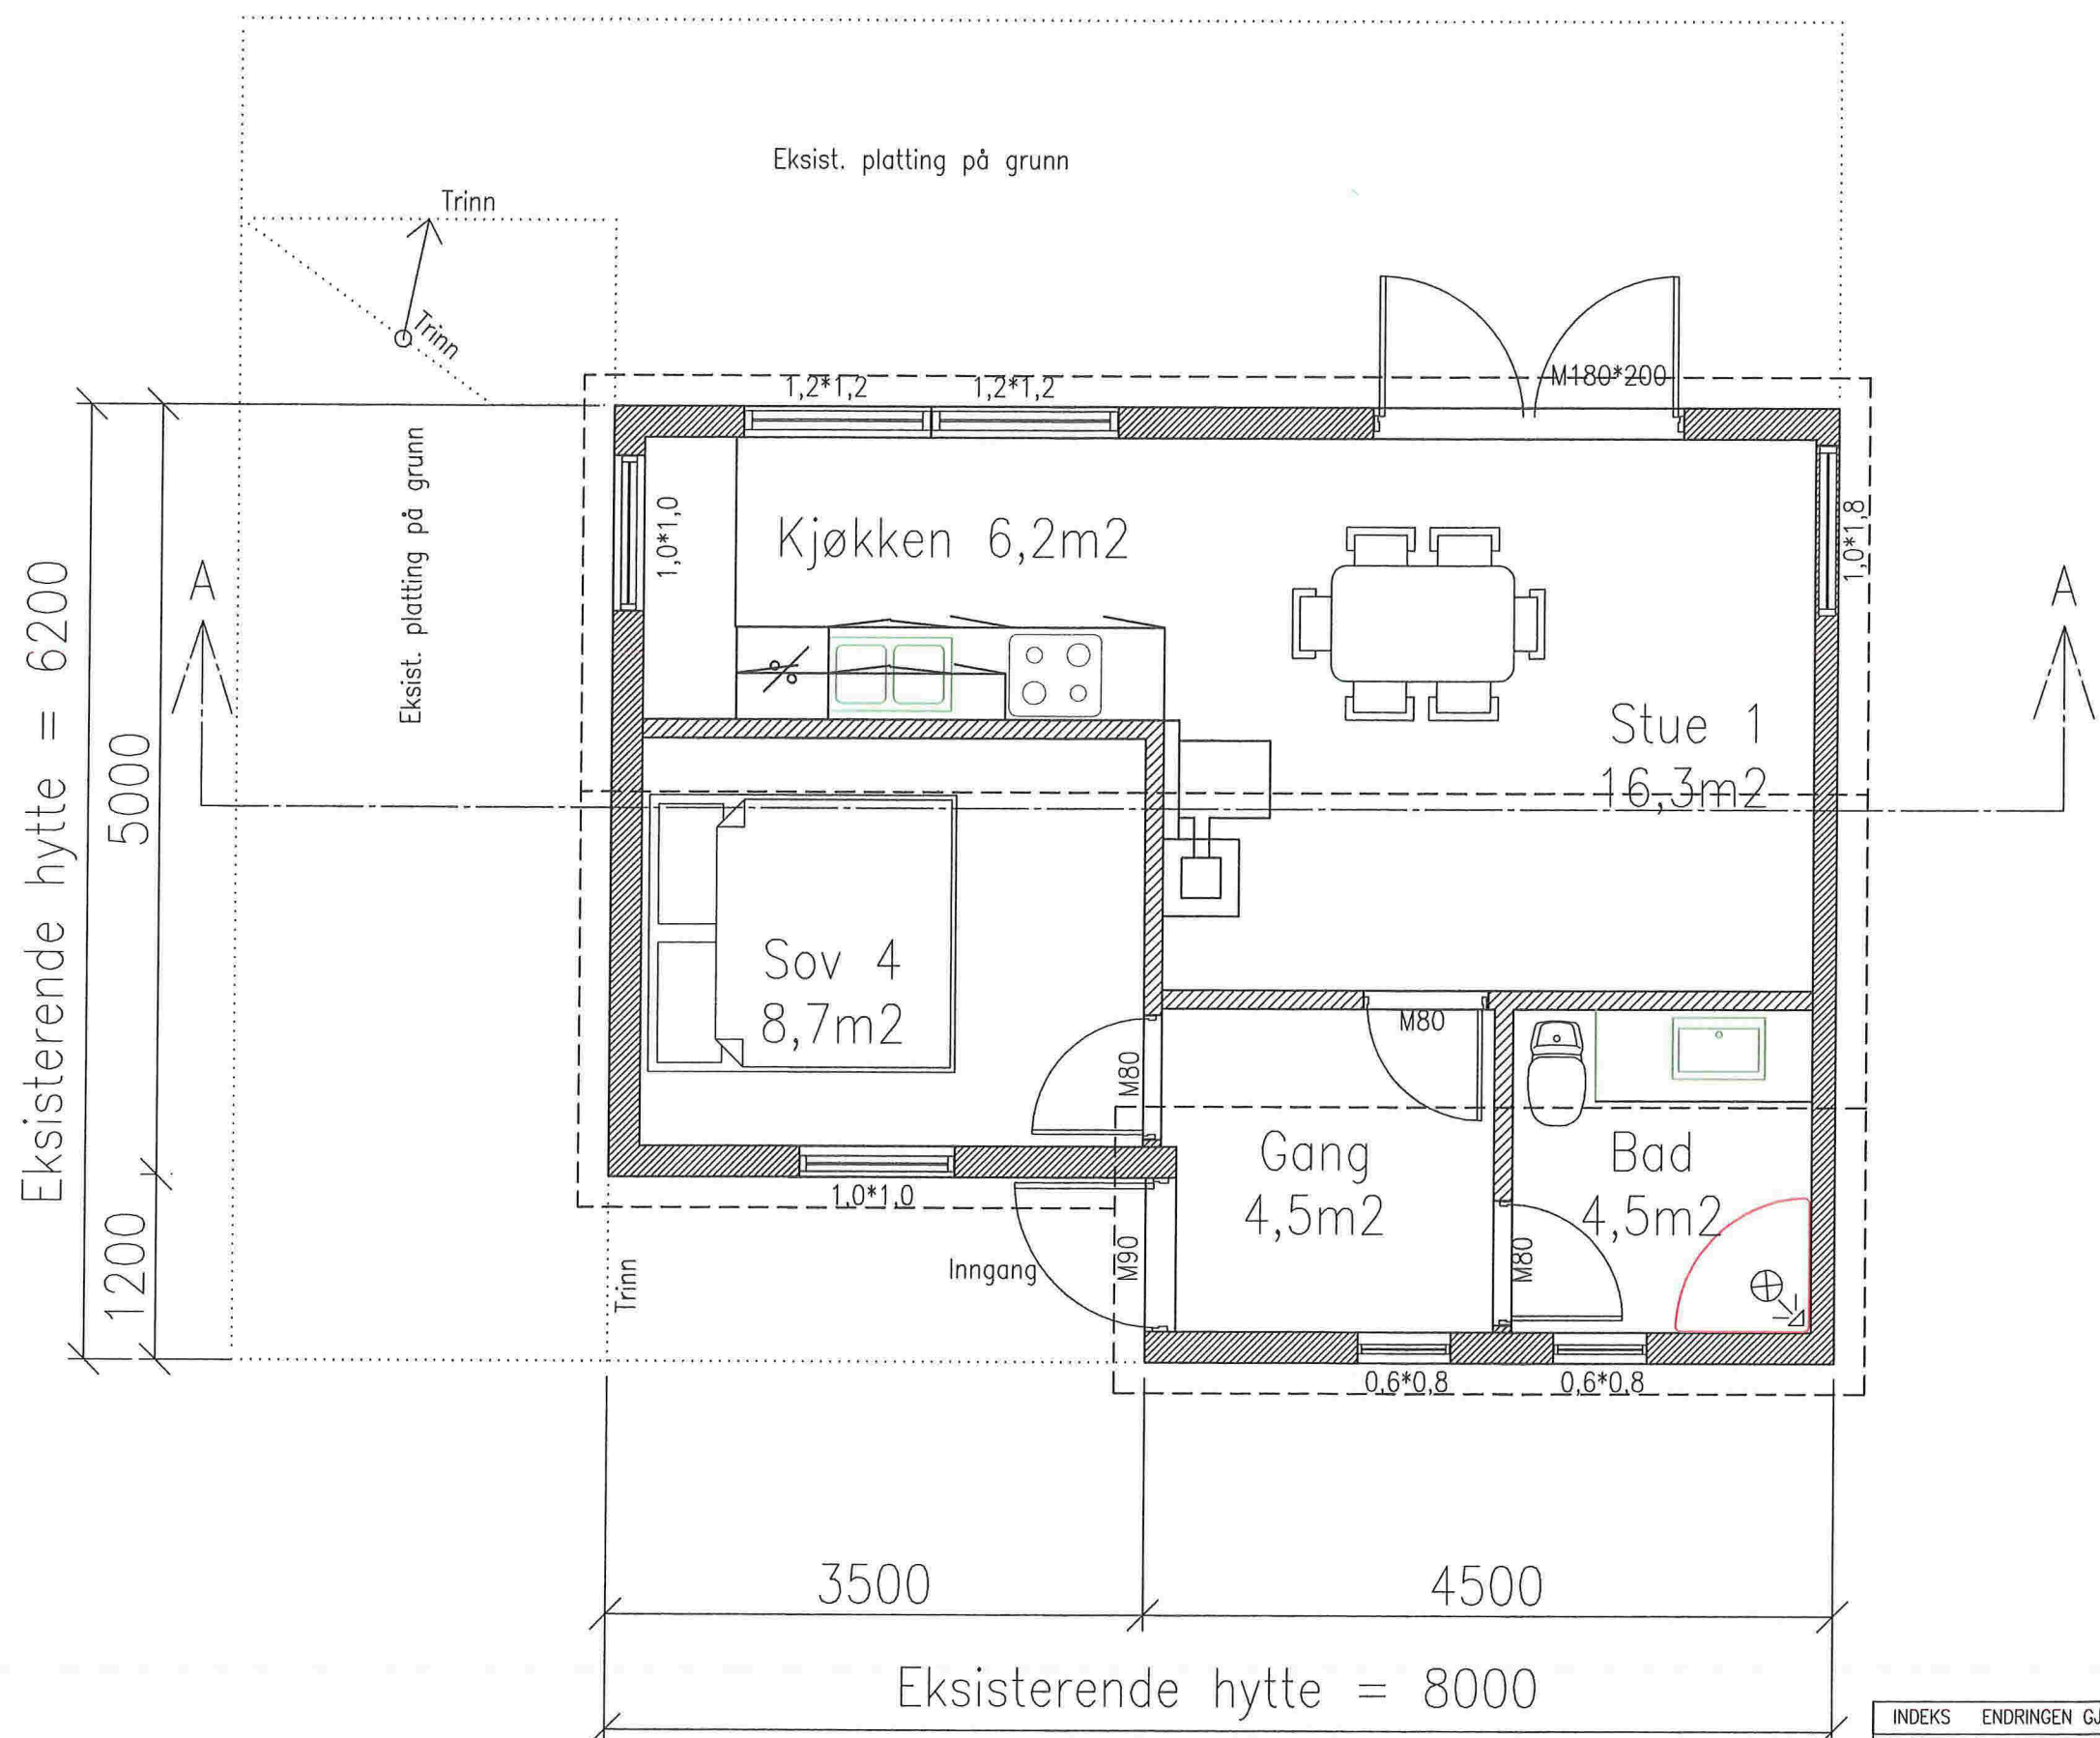 Eksist. platting på grunn
Trinn
Trinn
1,2*1,2
1,2*1,2
M180*200
Eksist. platting på grunn
1,0*1,0
Kjøkken 6,2m2
1,0*1,8
A
A
Eksisterende hytte = 6200
5000
1200
Stue 1
16,3m2
Sov 4
8,7m2
M80
M80
Gang
4,5m2
Bad
4,5m2
M80
1,0*1,0
Trinn
Inngang
M90
0,6*0,8
0,6*0,8
3500
4500
Eksisterende hytte = 8000
INDEKS ENDRINGEN